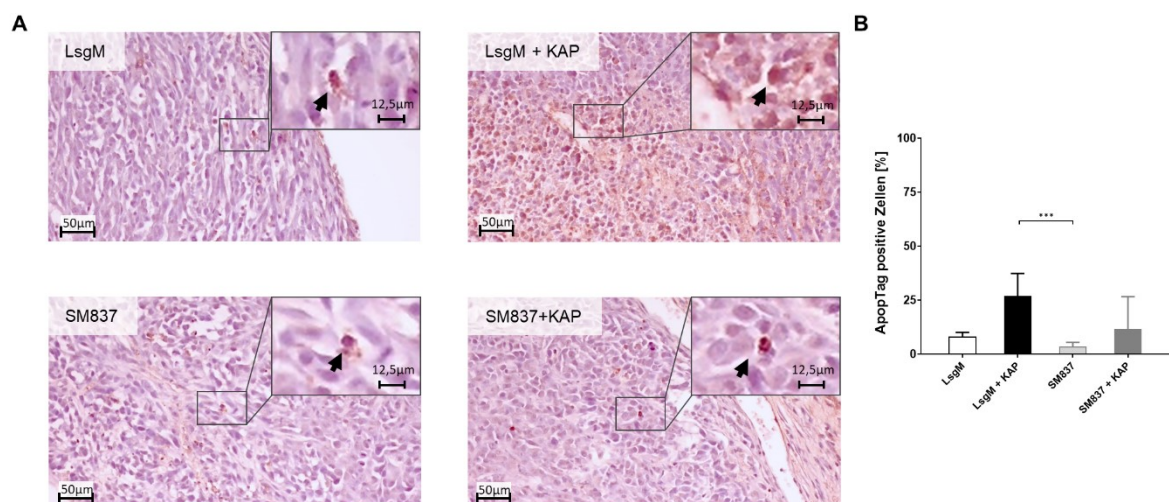 A
LsgM
12,5µm
50µm
LsgM + KAP
12,5µm
50µm
SM837
12,5µm
50µm
SM837+KAP
12,5µm
50µm
B
ApopTag positive Zellen [%]
100
75
50
25
0
***
LsgM
LsgM + KAP
SM837
SM837 + KAP